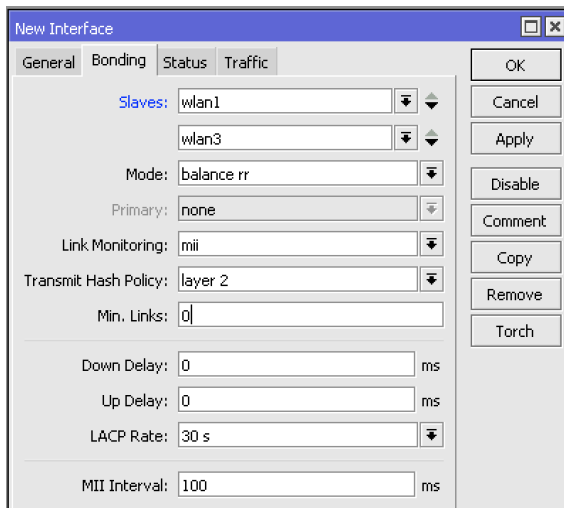 New Interface
General Bonding Status Traffic
Slaves: wlan1
wlan3
Mode: balance rr
Primary: none
Link Monitoring: mii
Transmit Hash Policy: layer 2
Min. Links: 0
Down Delay: 0 ms
Up Delay: 0 ms
LACP Rate: 30 s
MII Interval: 100 ms
OK
Cancel
Apply
Disable
Comment
Copy
Remove
Torch